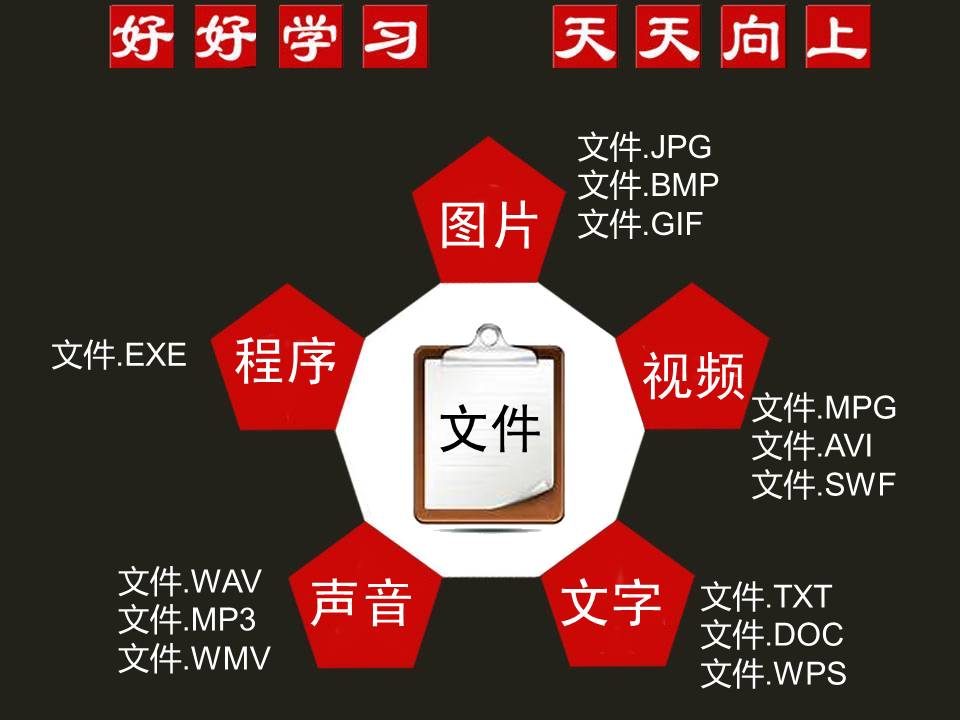 好好学习 天天向上
图片
文件.JPG
文件.BMP
文件.GIF
程序
文件.EXE
视频
文件.MPG
文件.AVI
文件.SWF
文件
声音
文件.WAV
文件.MP3
文件.WMV
文字
文件.TXT
文件.DOC
文件.WPS